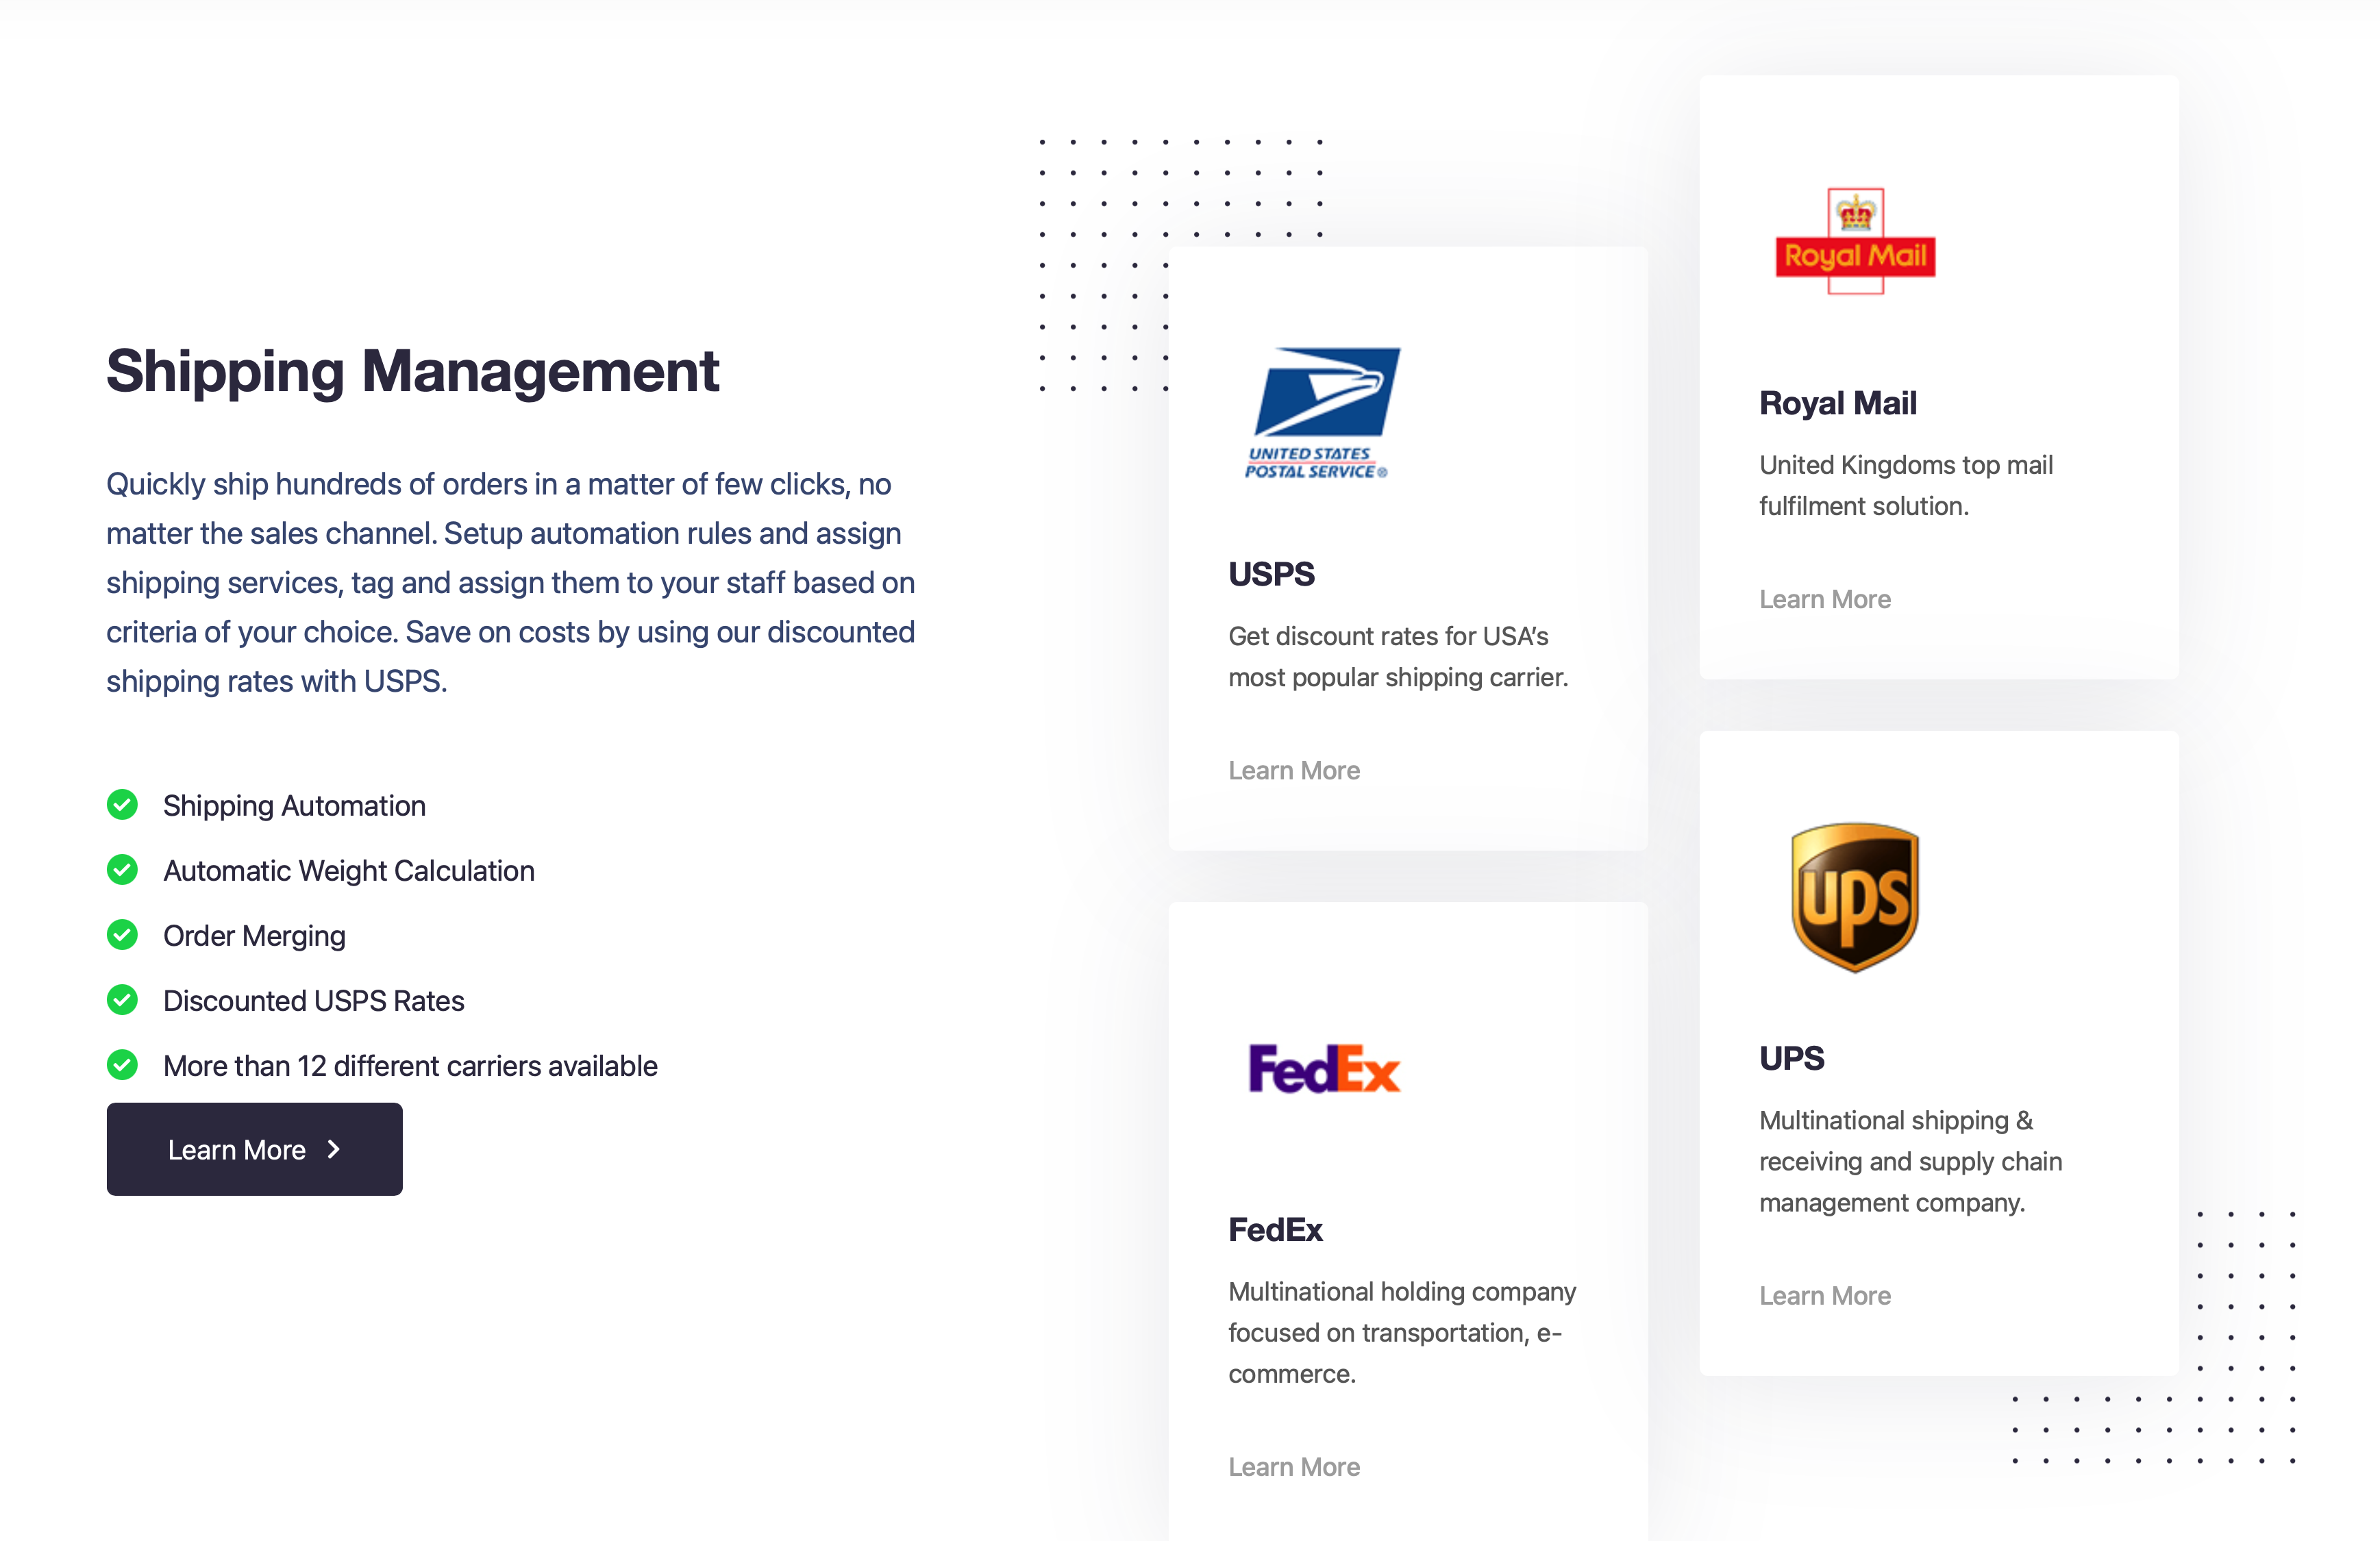 Shipping Management
Quickly ship hundreds of orders in a matter of few clicks, no
matter the sales channel. Setup automation rules and assign
shipping services, tag and assign them to your staff based on
criteria of your choice. Save on costs by using our discounted
shipping rates with USPS.
Shipping Automation
Automatic Weight Calculation
Order Merging
Discounted USPS Rates
More than 12 different carriers available
Learn More
UNITED STATES
POSTAL SERVICE®
USPS
Get discount rates for USA’s
most popular shipping carrier.
Learn More
FedEx
FedEx
Multinational holding company
focused on transportation, e-
commerce.
Learn More
Royal Mail
Royal Mail
United Kingdoms top mail
fulfilment solution.
Learn More
ups
UPS
Multinational shipping &
receiving and supply chain
management company.
Learn More